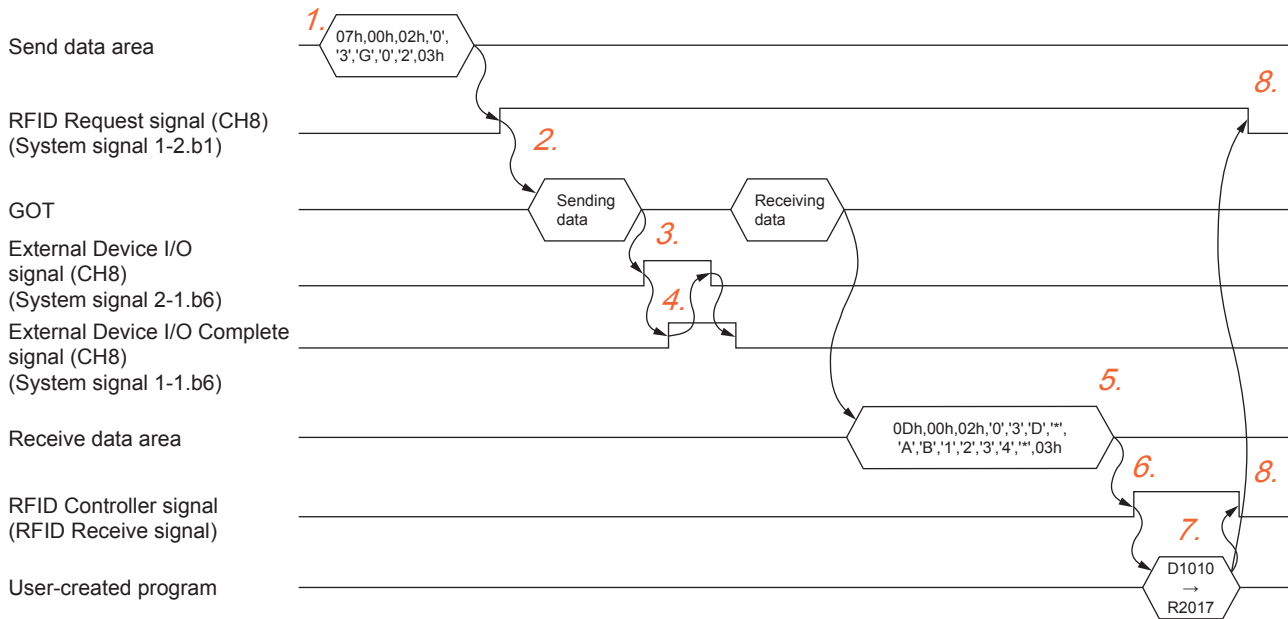 1.
Send data area
07h,00h,02h,'0',
'3','G','0','2',03h
8.
RFID Request signal (CH8)
(System signal 1-2.b1)
2.
GOT
Sending
data
Receiving
data
3.
External Device I/O
signal (CH8)
(System signal 2-1.b6)
4.
External Device I/O Complete
signal (CH8)
(System signal 1-1.b6)
5.
Receive data area
0Dh,00h,02h,'0','3','D','*',
'A','B','1','2','3','4','*',03h
6.
8.
RFID Controller signal
(RFID Receive signal)
7.
User-created program
D1010
→
R2017